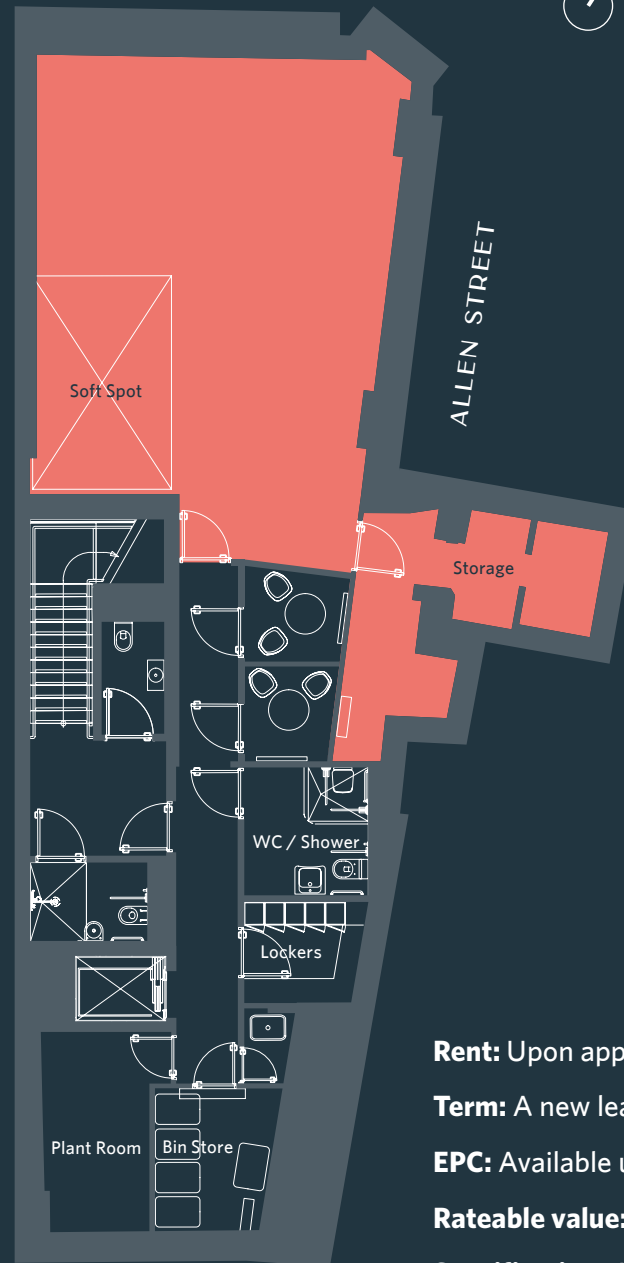 ALLEN STREET
Soft Spot
Storage
WC / Shower
Lockers
Plant Room
Bin Store
Rent: Upon app
Term: A new lea
EPC: Available u
Rateable value: